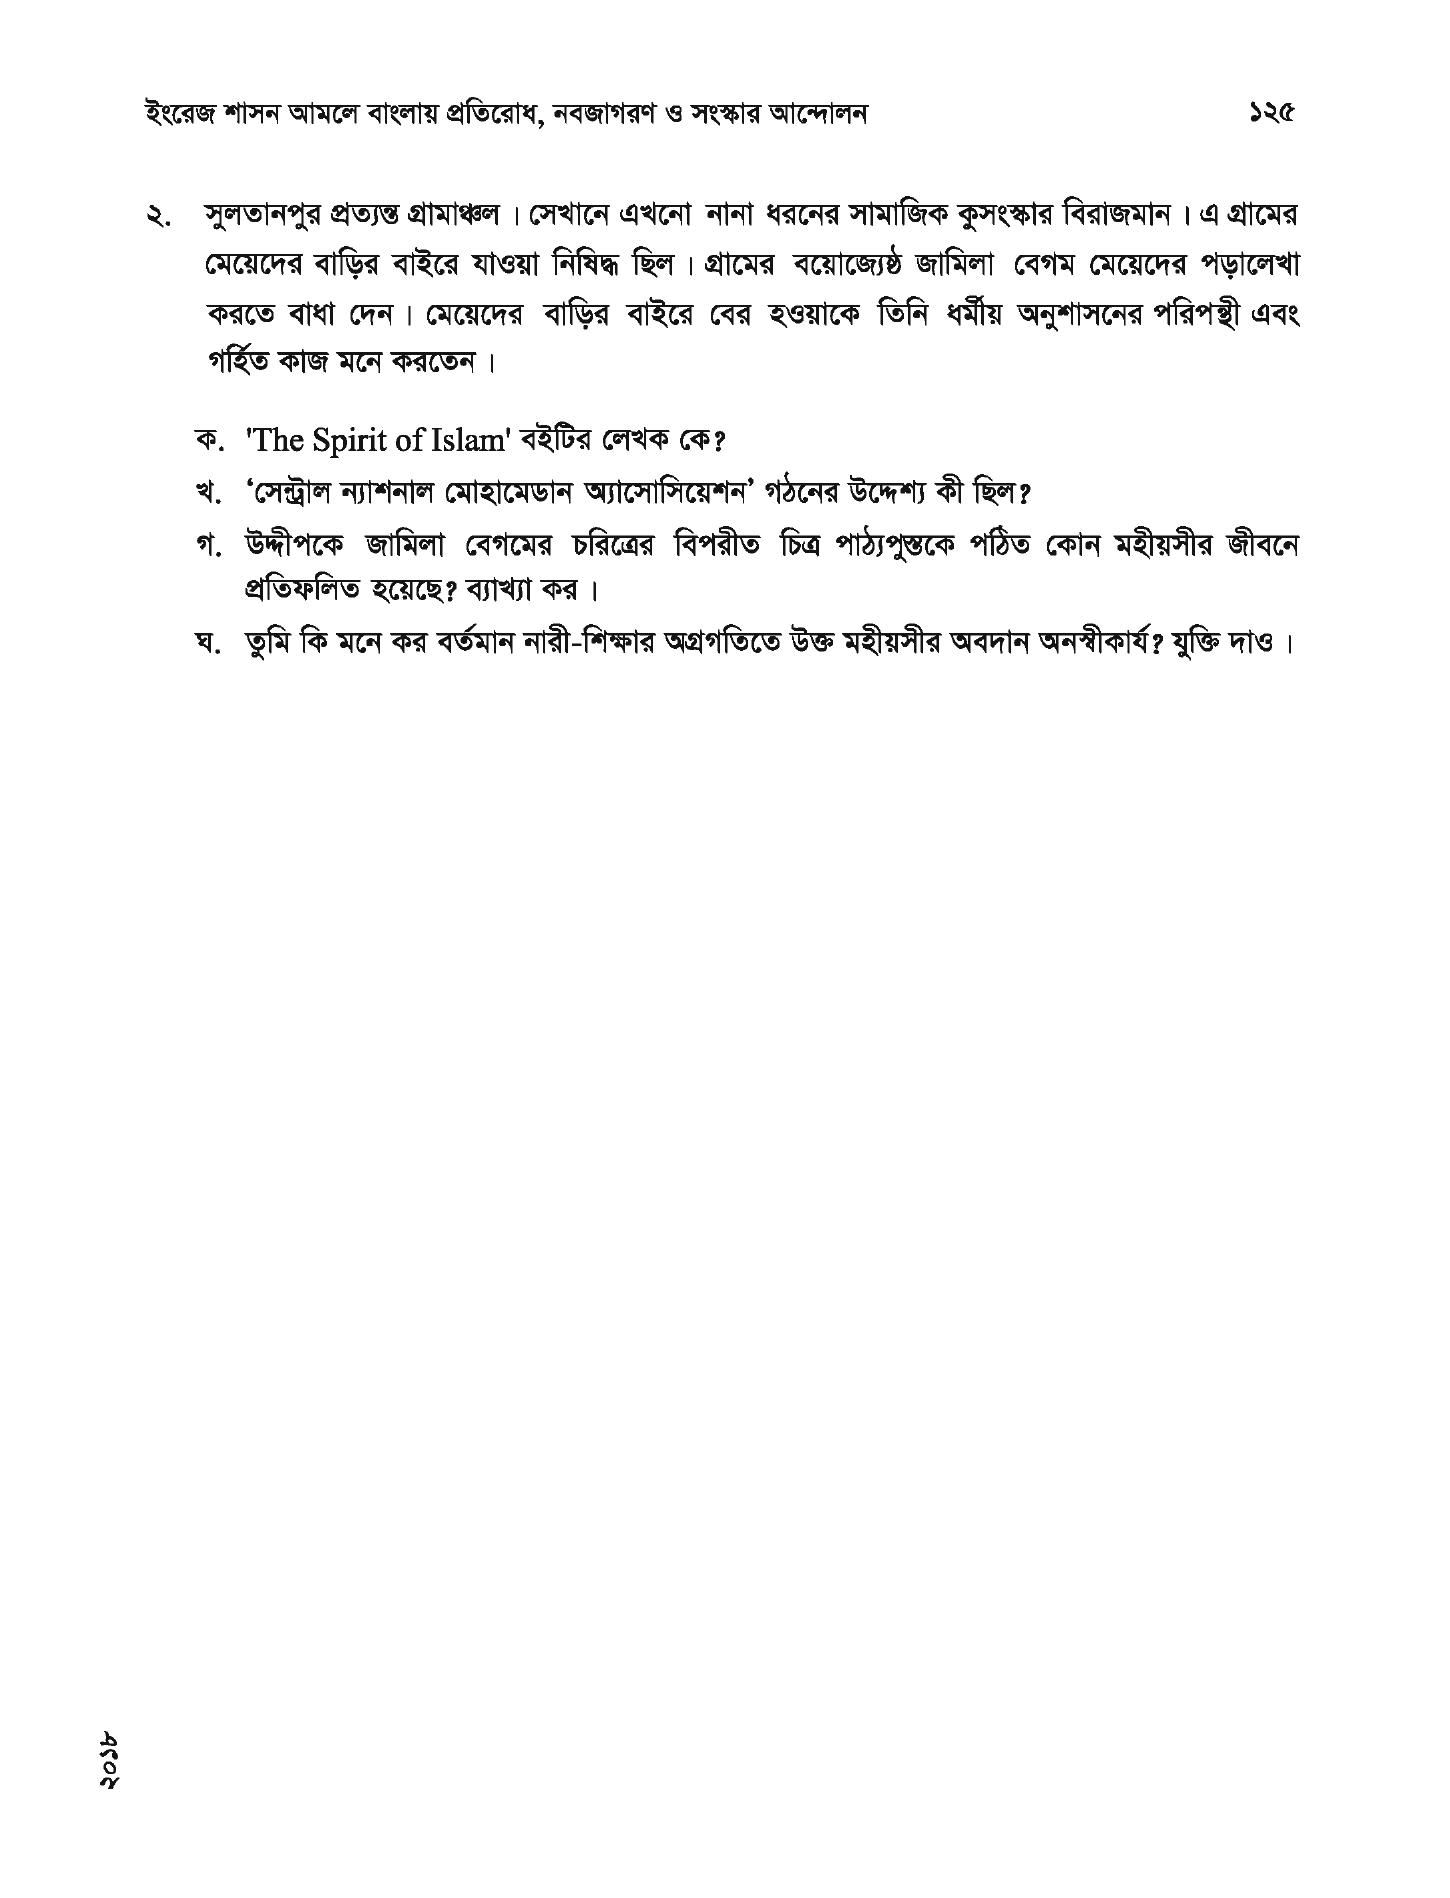 ইংরেজ শাসন আমলে বাংলায় প্রতিরোধ, নবজাগরণ ও সংস্কার আন্দোলন ১২৫
২. সুলতানপুর প্রত্যন্ত গ্রামাঞ্চল। সেখানে এখনো নানা ধরনের সামাজিক কুসংস্কার বিরাজমান। এ গ্রামের
মেয়েদের বাড়ির বাইরে যাওয়া নিষিদ্ধ ছিল। গ্রামের বয়োজ্যেষ্ঠ জামিলা বেগম মেয়েদের পড়ালেখা
করতে বাধা দেন। মেয়েদের বাড়ির বাইরে বের হওয়াকে তিনি ধর্মীয় অনুশাসনের পরিপন্থী এবং
গর্হিত কাজ মনে করতেন।
ক. 'The Spirit of Islam' বইটির লেখক কে?
খ. ‘সেন্ট্রাল ন্যাশনাল মোহামেডান অ্যাসোসিয়েশন’ গঠনের উদ্দেশ্য কী ছিল?
গ. উদ্দীপকে জামিলা বেগমের চরিত্রের বিপরীত চিত্র পাঠ্যপুস্তকে পঠিত কোন মহীয়সীর জীবনে
প্রতিফলিত হয়েছে? ব্যাখ্যা কর।
ঘ. তুমি কি মনে কর বর্তমান নারী-শিক্ষার অগ্রগতিতে উক্ত মহীয়সীর অবদান অনস্বীকার্য? যুক্তি দাও।
২০১৮